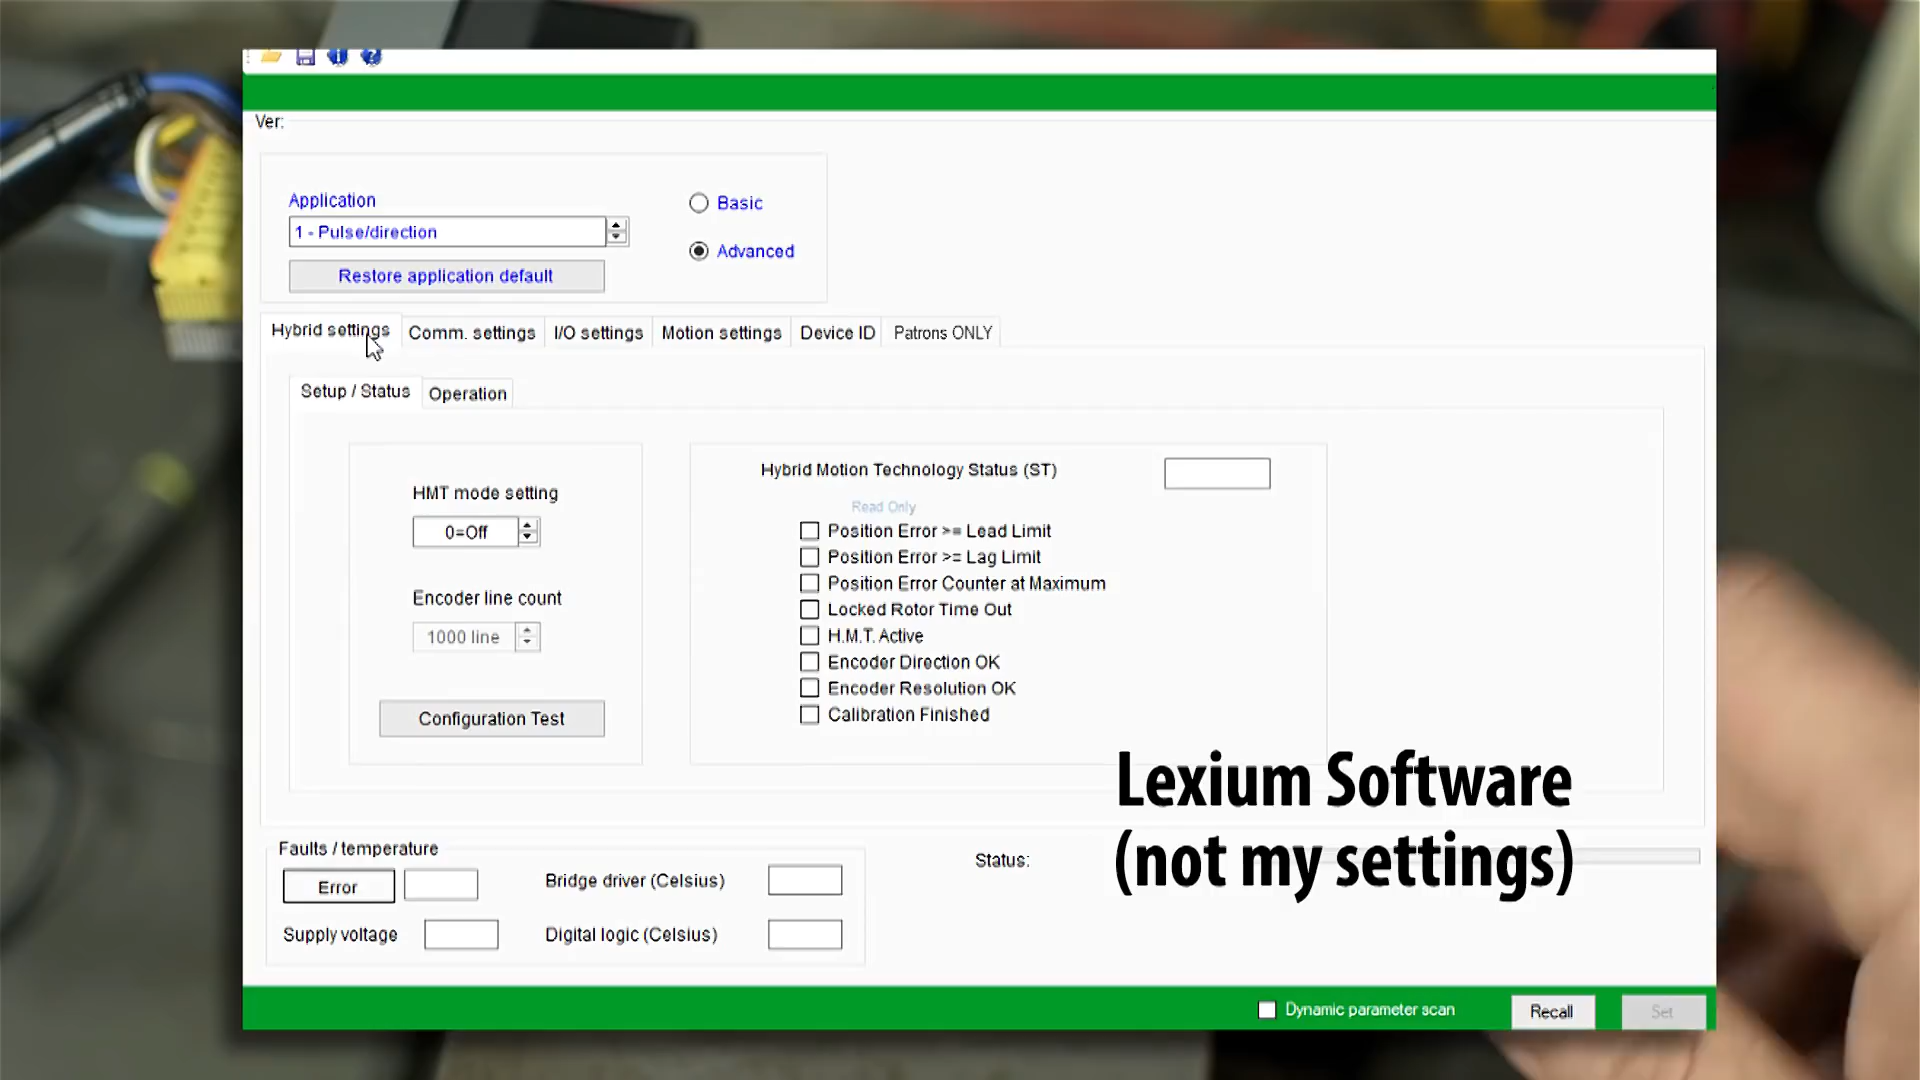 Ver:
Application
1 - Pulse/direction
Restore application default
Basic
Advanced
Hybrid settings
Comm. settings
I/O settings
Motion settings
Device ID
Patrons ONLY
Setup / Status
Operation
HMT mode setting
0=Off
Encoder line count
1000 line
Configuration Test
Hybrid Motion Technology Status (ST)
Read Only
Position Error >= Lead Limit
Position Error >= Lag Limit
Position Error Counter at Maximum
Locked Rotor Time Out
H.M.T. Active
Encoder Direction OK
Encoder Resolution OK
Calibration Finished
Lexium Software
(not my settings)
Faults / temperature
Error
Bridge driver (Celsius)
Supply voltage
Digital logic (Celsius)
Status:
Dynamic parameter scan
Recall
Set